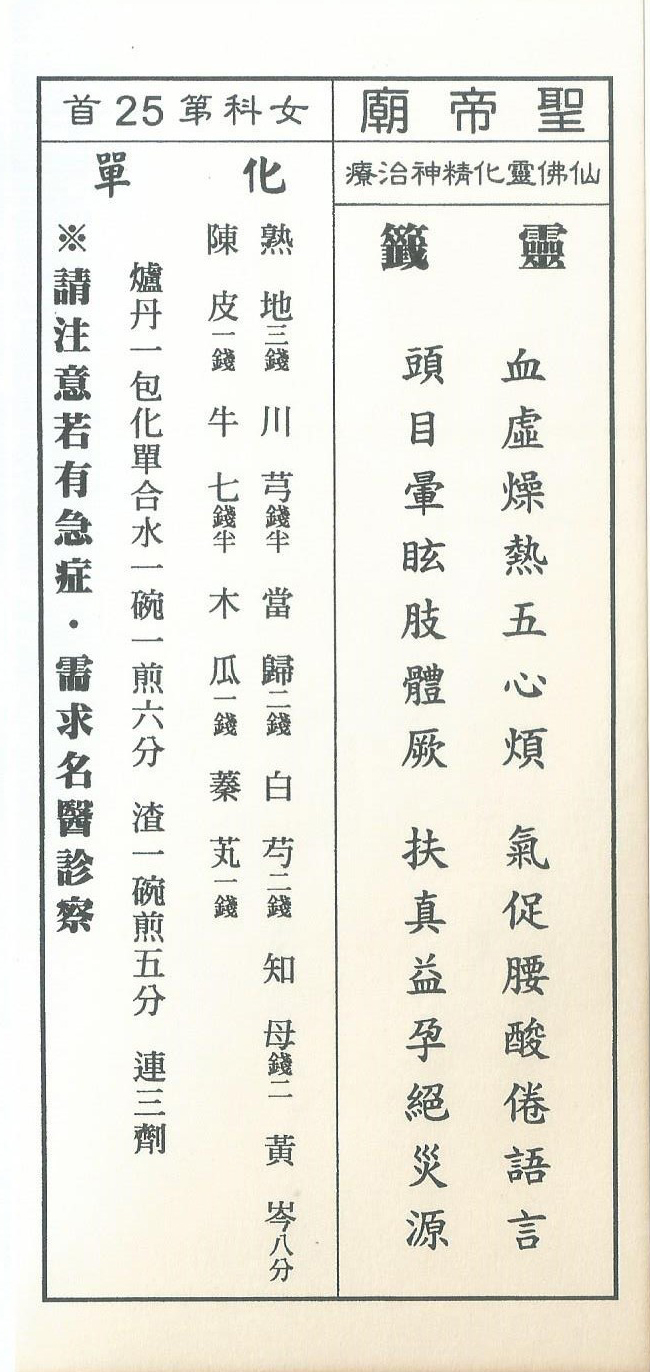 聖帝廟
仙佛靈化精神治療
靈籤
血虛燥熱五心煩 氣促腰酸倦語言
頭目暈眩肢體厥 扶真益孕絕災源
女科第25首
化單
熟地三錢 川芎錢半 當歸二錢 白芍二錢 知母錢二 黃岑八分
陳皮一錢 牛七錢半 木瓜一錢 蓁芃一錢
爐丹一包化單合水一碗一煎六分 渣一碗煎五分 連三劑
※請注意若有急症・需求名醫診察